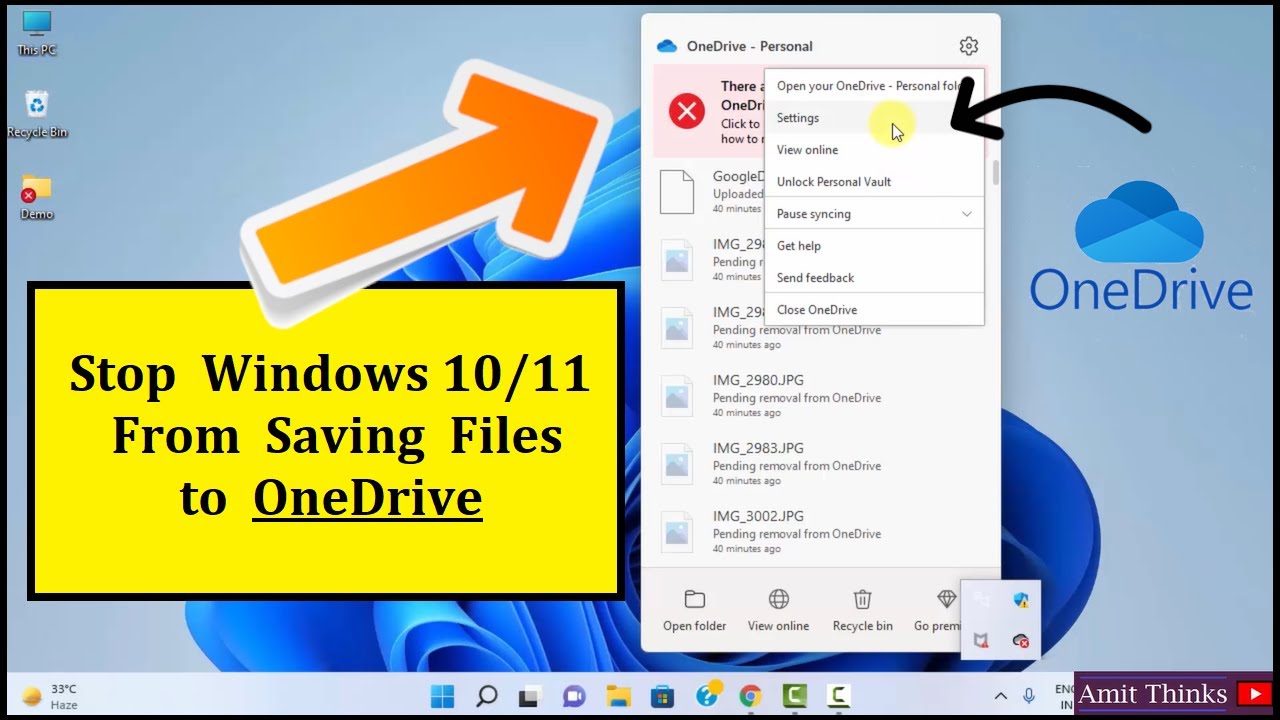 This PC
Recycle Bin
Demo
OneDrive - Personal
There
OneDri
Click to
how to
Open your OneDrive - Personal fol
Settings
View online
Unlock Personal Vault
Pause syncing
Get help
Send feedback
Close OneDrive
GoogleD
Uploaded
40 minutes
IMG_298
Pending
40 minutes
IMG_298
Pending removal from OneDrive
40 minutes ago
IMG_2980.JPG
Pending removal from OneDrive
40 minutes ago
IMG_2983.JPG
Pending removal from OneDrive
40 minutes ago
IMG_3002.JPG
Pending removal from OneDrive
40 minutes ago
Open folder
View online
Recycle bin
Go premi
OneDrive
Stop Windows 10/11
From Saving Files
to OneDrive
33°C
Haze
ENG
IN
Amit Thinks